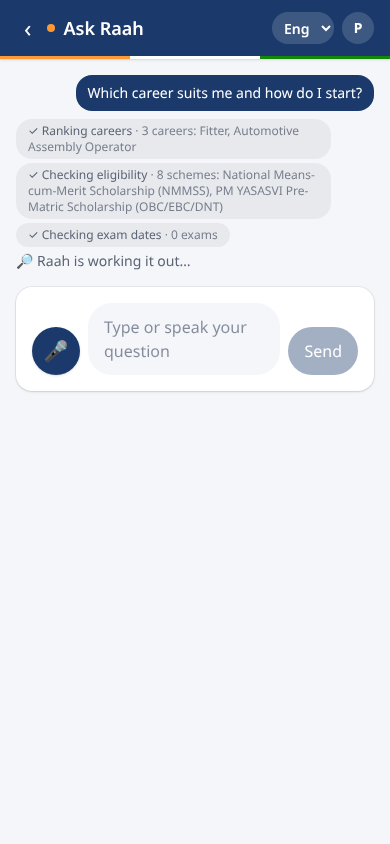 ‹ Ask Raah Eng P
Which career suits me and how do I start?
✓ Ranking careers · 3 careers: Fitter, Automotive
Assembly Operator
✓ Checking eligibility · 8 schemes: National Means-
cum-Merit Scholarship (NMMSS), PM YASASVI Pre-
Matric Scholarship (OBC/EBC/DNT)
✓ Checking exam dates · 0 exams
🔎 Raah is working it out...
Type or speak your
question
Send